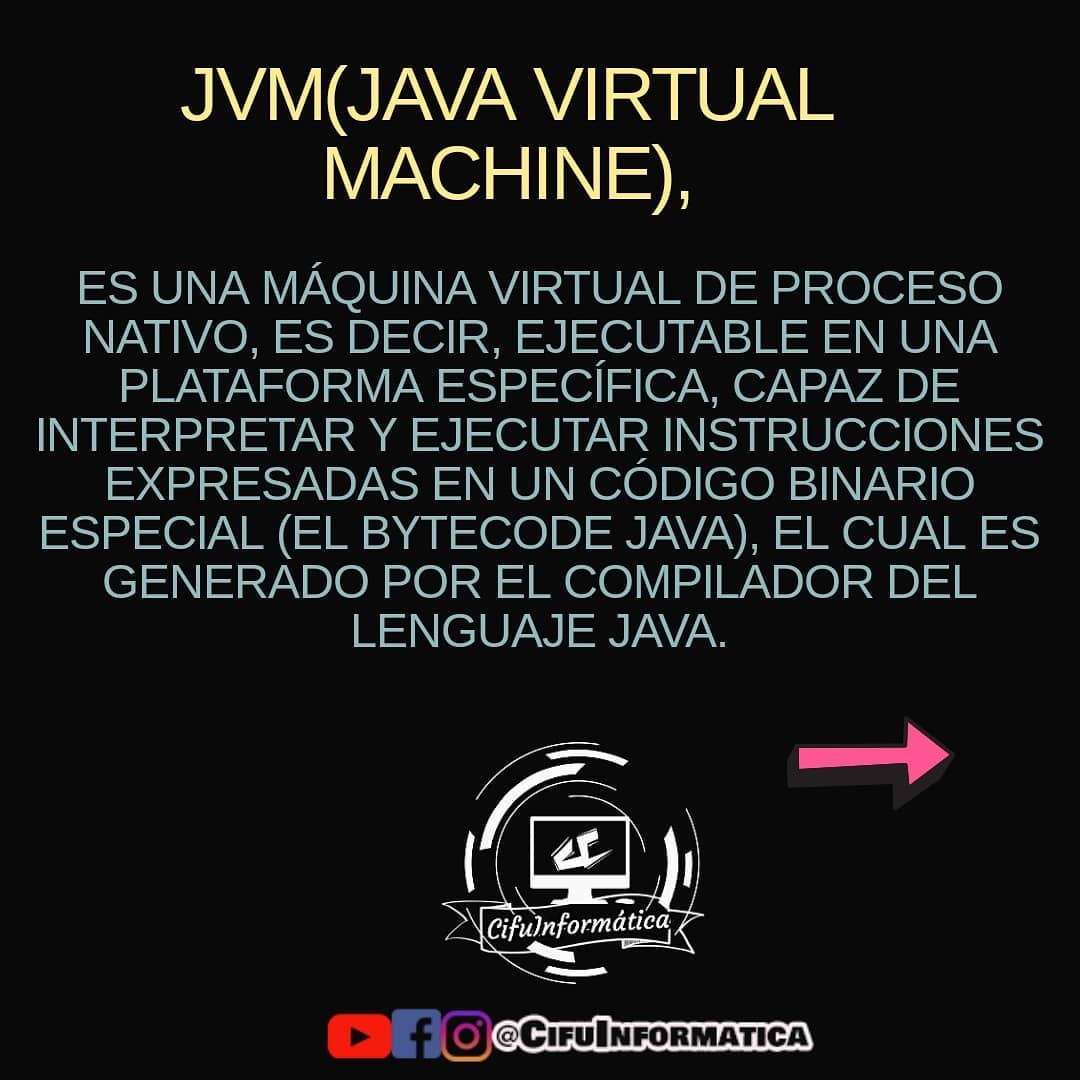 JVM(JAVA VIRTUAL
MACHINE),
ES UNA MÁQUINA VIRTUAL DE PROCESO
NATIVO, ES DECIR, EJECUTABLE EN UNA
PLATAFORMA ESPECÍFICA, CAPAZ DE
INTERPRETAR Y EJECUTAR INSTRUCCIONES
EXPRESADAS EN UN CÓDIGO BINARIO
ESPECIAL (EL BYTECODE JAVA), EL CUAL ES
GENERADO POR EL COMPILADOR DEL
LENGUAJE JAVA.
CifuInformática
@CIFUINFORMATICA